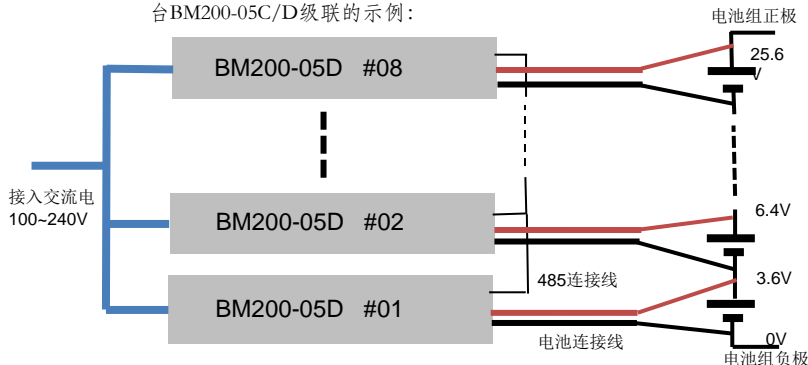 台BM200-05C/D级联的示例：
电池组正极
BM200-05D #08
25.6
V
接入交流电
100~240V
BM200-05D #02
6.4V
485连接线
3.6V
BM200-05D #01
电池连接线
0V
电池组负极